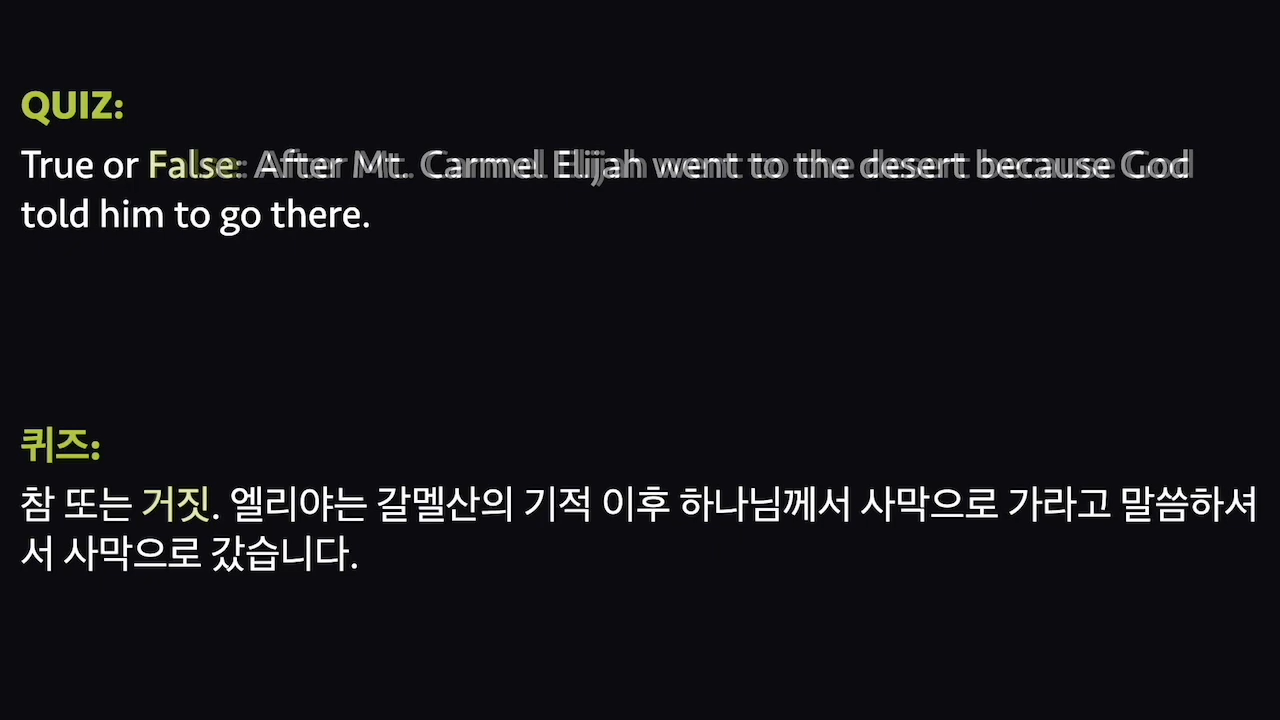 QUIZ:
True or False: After Mt. Carmel Elijah went to the desert because God
told him to go there.
퀴즈:
참 또는 거짓. 엘리야는 갈멜산의 기적 이후 하나님께서 사막으로 가라고 말씀하셔
서 사막으로 갔습니다.